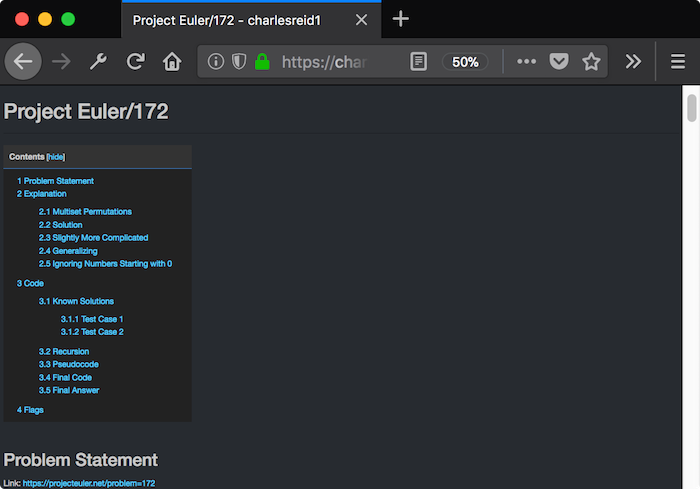 Project Euler/172 - charlesreid1
https://char
50%
Project Euler/172
Contents [hide]
1 Problem Statement
2 Explanation
2.1 Multiset Permutations
2.2 Solution
2.3 Slightly More Complicated
2.4 Generalizing
2.5 Ignoring Numbers Starting with 0
3 Code
3.1 Known Solutions
3.1.1 Test Case 1
3.1.2 Test Case 2
3.2 Recursion
3.3 Pseudocode
3.4 Final Code
3.5 Final Answer
4 Flags
Problem Statement
Link: https://projecteuler.net/problem=172